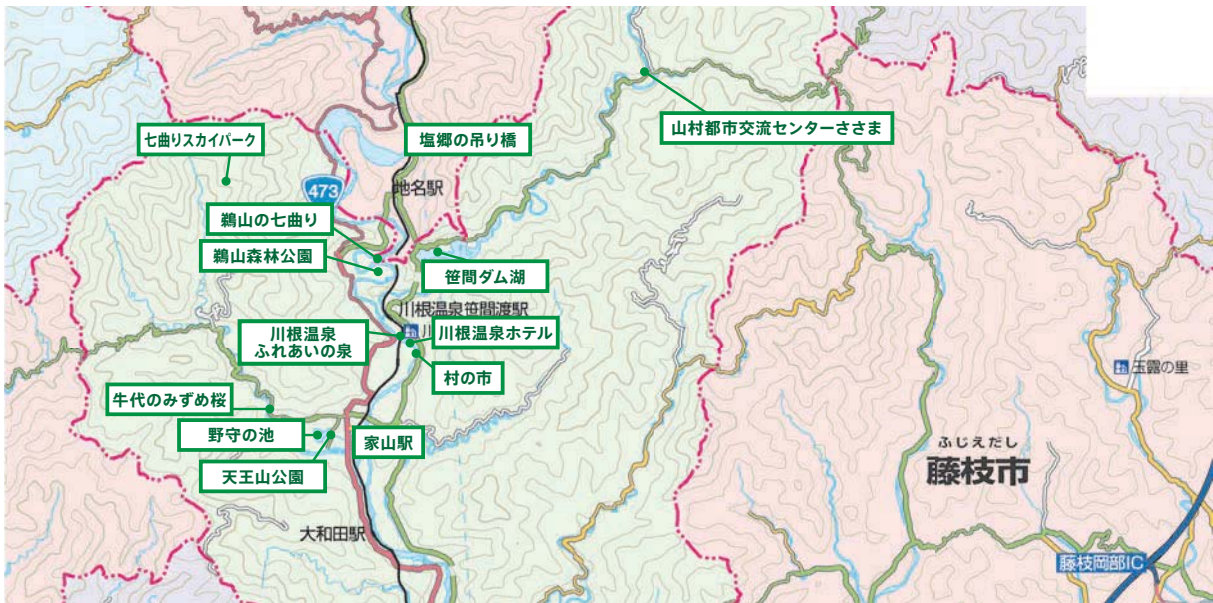 七曲りスカイパーク
塩郷の吊り橋
山村都市交流センターささま
地名駅
473
鵜山の七曲り
鵜山森林公園
笹間ダム湖
川根温泉笹間渡駅
川
川根温泉
ふれあいの泉
川根温泉ホテル
村の市
玉露の里
牛代のみずめ桜
野守の池
家山駅
天王山公園
ふじえだし
藤枝市
大和田駅
藤枝岡部IC